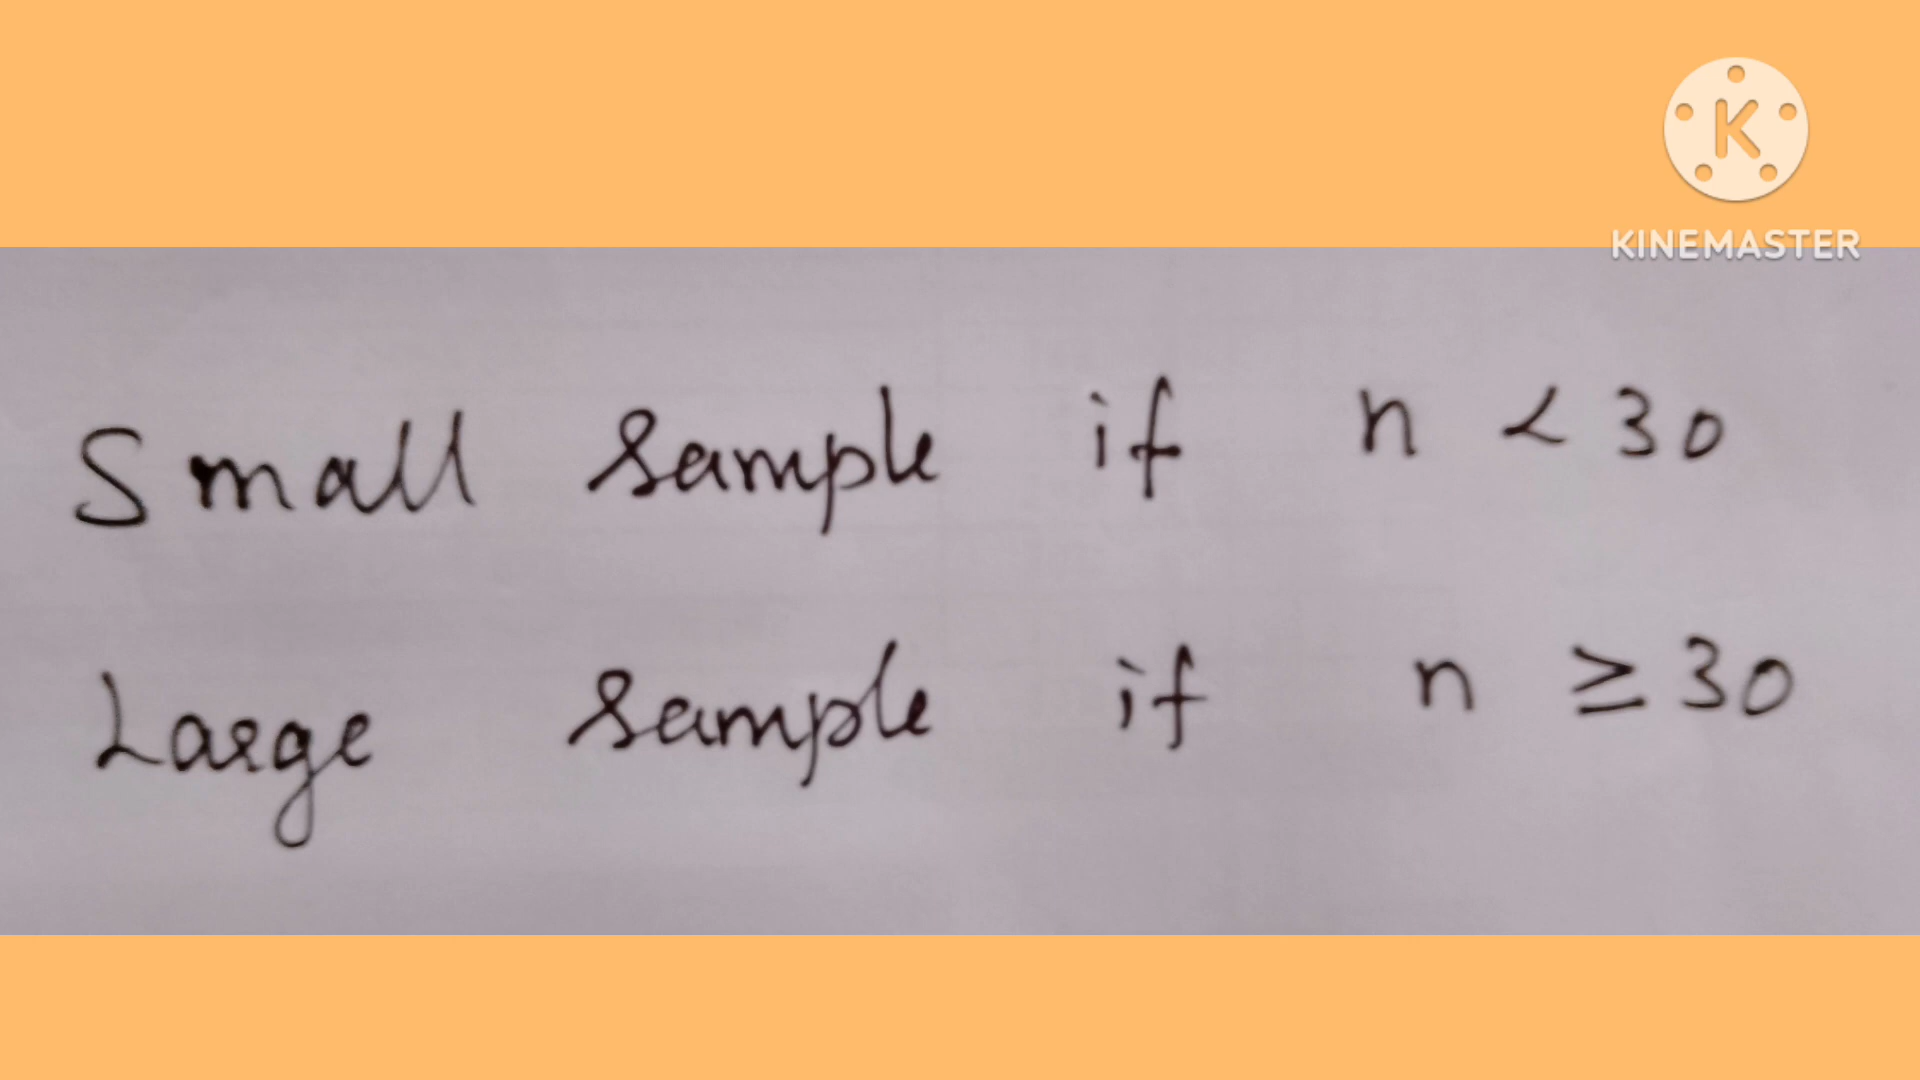 K
KINEMASTER
Small sample if n < 30
Large sample if n ≥ 30